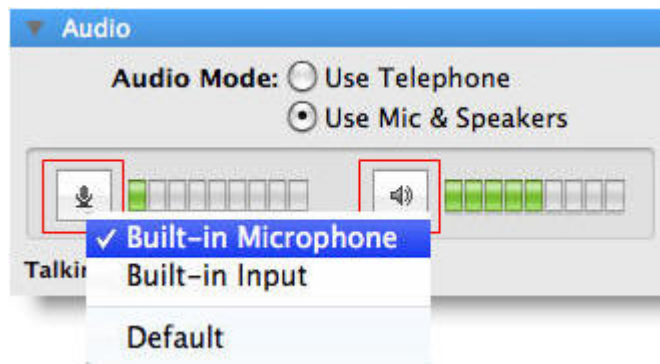 Audio
Audio Mode: Use Telephone
Use Mic & Speakers
✓ Built-in Microphone
Built-in Input
Default